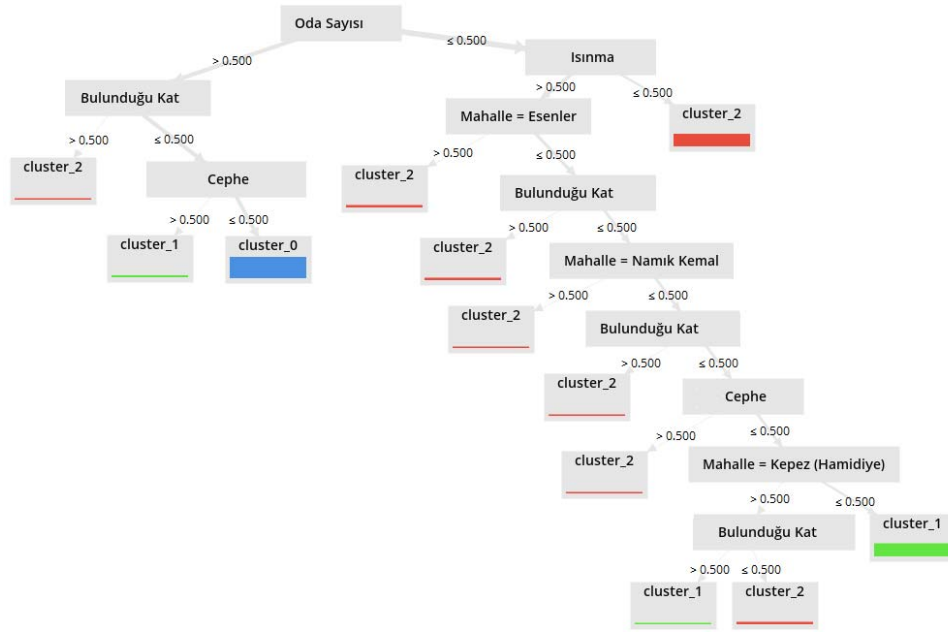 Oda Sayısı
≤ 0.500
> 0.500
Isınma
Bulunduğu Kat
> 0.500
≤ 0.500
Mahalle = Esenler
cluster_2
> 0.500
≤ 0.500
> 0.500
≤ 0.500
cluster_2
Cephe
cluster_2
Bulunduğu Kat
> 0.500
≤ 0.500
> 0.500
≤ 0.500
cluster_1
cluster_0
cluster_2
Mahalle = Namık Kemal
> 0.500
≤ 0.500
cluster_2
Bulunduğu Kat
> 0.500
≤ 0.500
cluster_2
Cephe
> 0.500
≤ 0.500
cluster_2
Mahalle = Kepez (Hamidiye)
> 0.500
≤ 0.500
Bulunduğu Kat
cluster_1
> 0.500
≤ 0.500
cluster_1
cluster_2